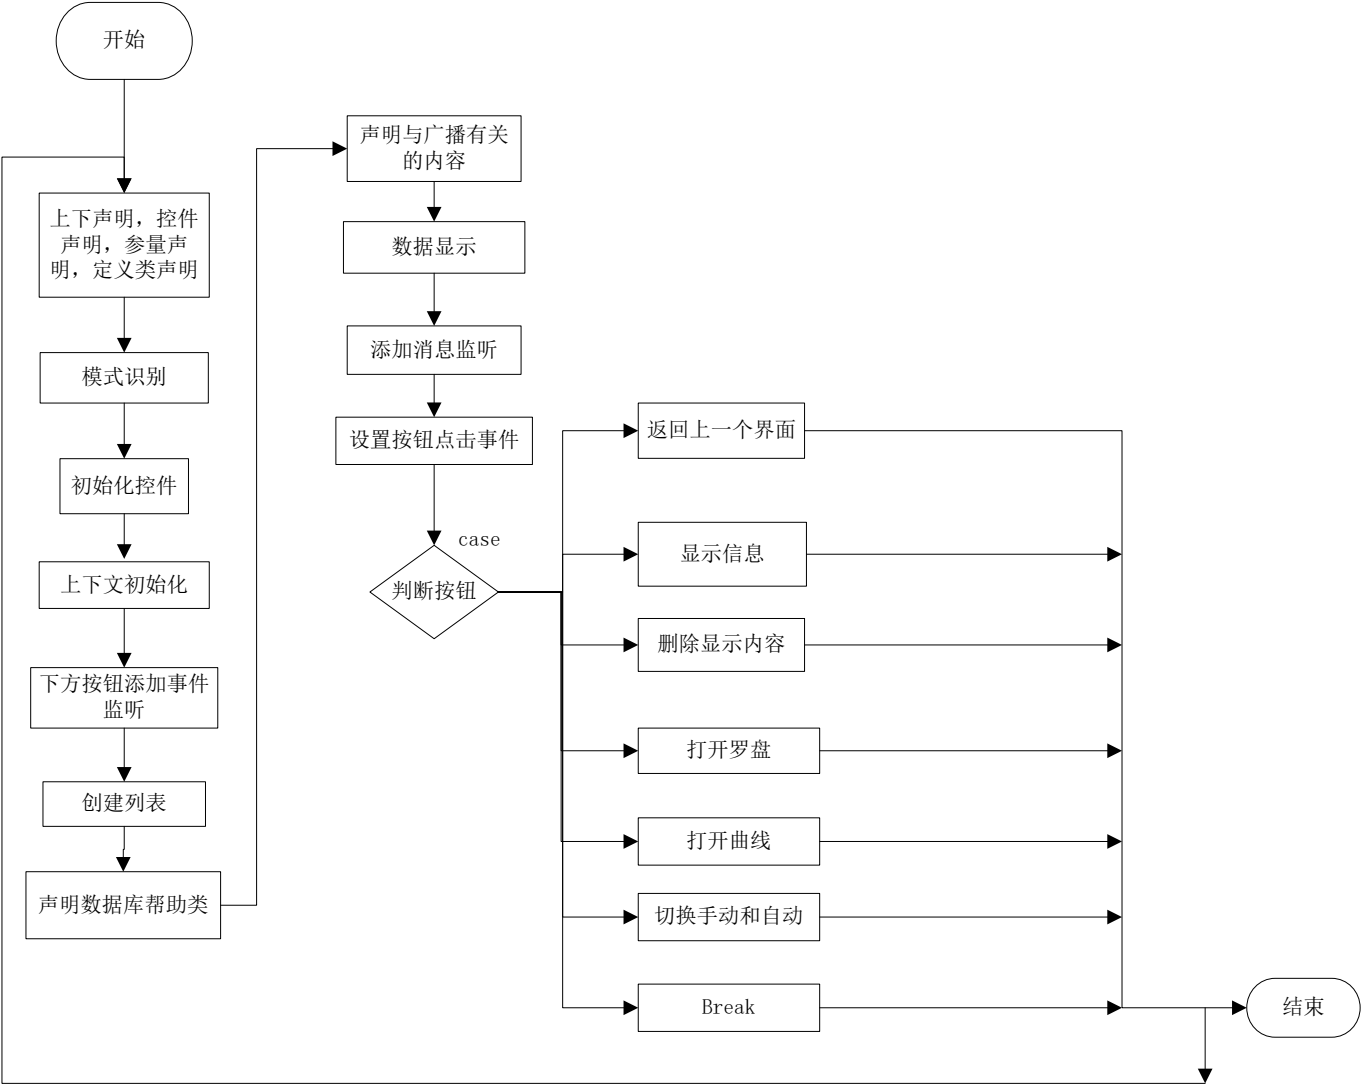 开始
上下声明，控件
声明，参量声
明，定义类声明
模式识别
初始化控件
上下文初始化
下方按钮添加事件
监听
创建列表
声明数据库帮助类
声明与广播有关
的内容
数据显示
添加消息监听
设置按钮点击事件
case
判断按钮
返回上一个界面
显示信息
删除显示内容
打开罗盘
打开曲线
切换手动和自动
Break
结束